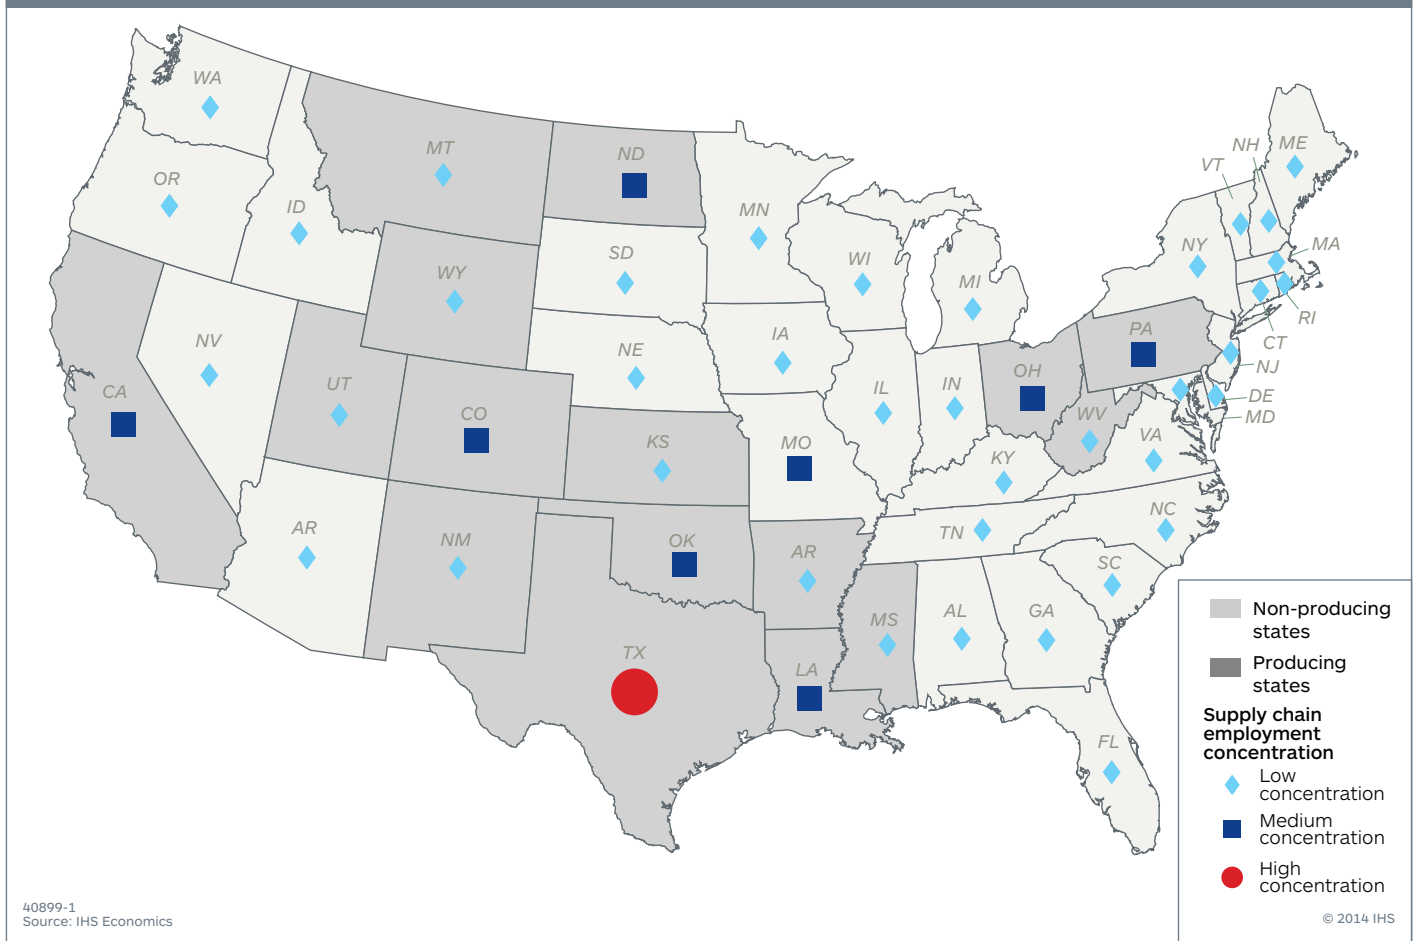 WA
MT
ND
OR
ID
MN
SD
WI
WY
MI
NY
VT
NH
ME
MA
RI
CT
NJ
DE
MD
PA
NV
UT
CA
CO
NE
IA
IL
IN
OH
WV
VA
KS
MO
KY
NC
TN
SC
AR
NM
OK
AR
MS
AL
GA
TX
LA
FL
Non-producing
states
Producing
states
Supply chain
employment
concentration
Low
concentration
Medium
concentration
High
concentration
40899-1
Source: IHS Economics
© 2014 IHS